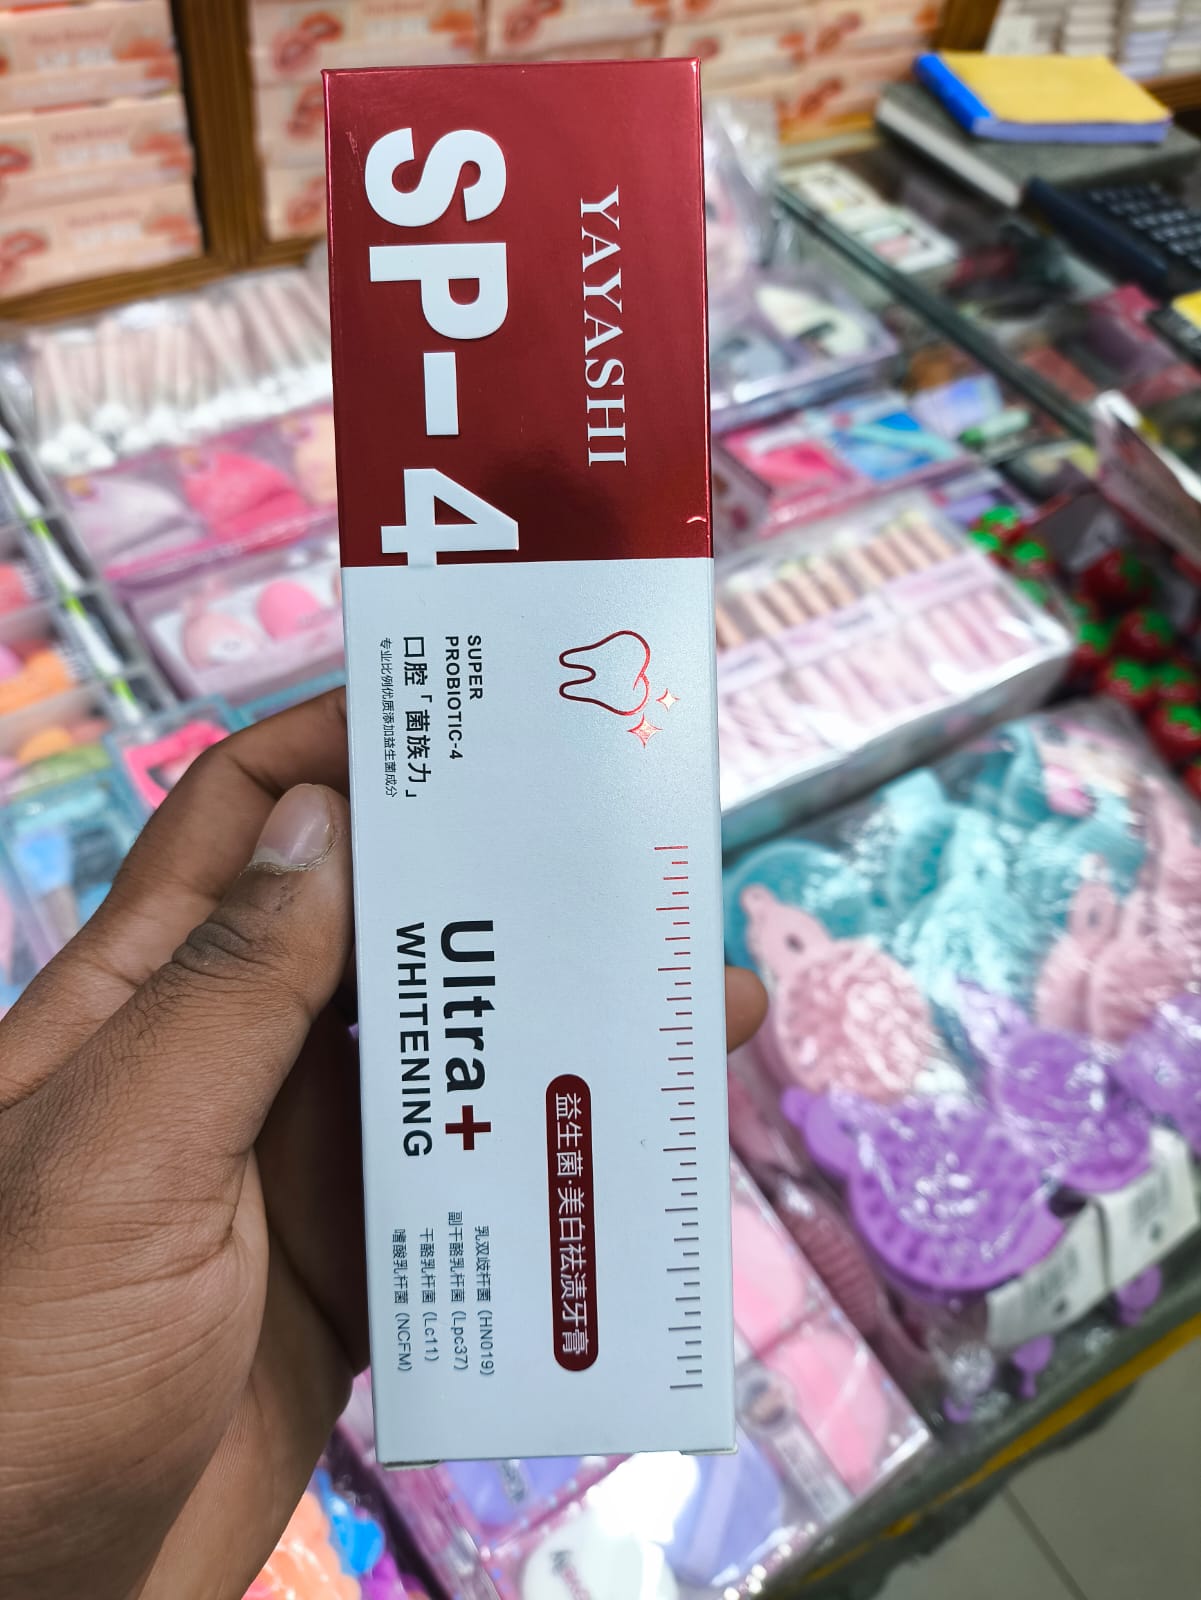 YAYASHI
SP-4
SUPER
PROBIOTIC-4
口腔「菌族力」
专业比例优质添加益生菌成分
Ultra+
WHITENING
益生菌·美白祛渍牙膏
乳双歧杆菌（HN019）
副干酪乳杆菌（Lpc37）
干酪乳杆菌（Lc11）
嗜酸乳杆菌（NCFM）